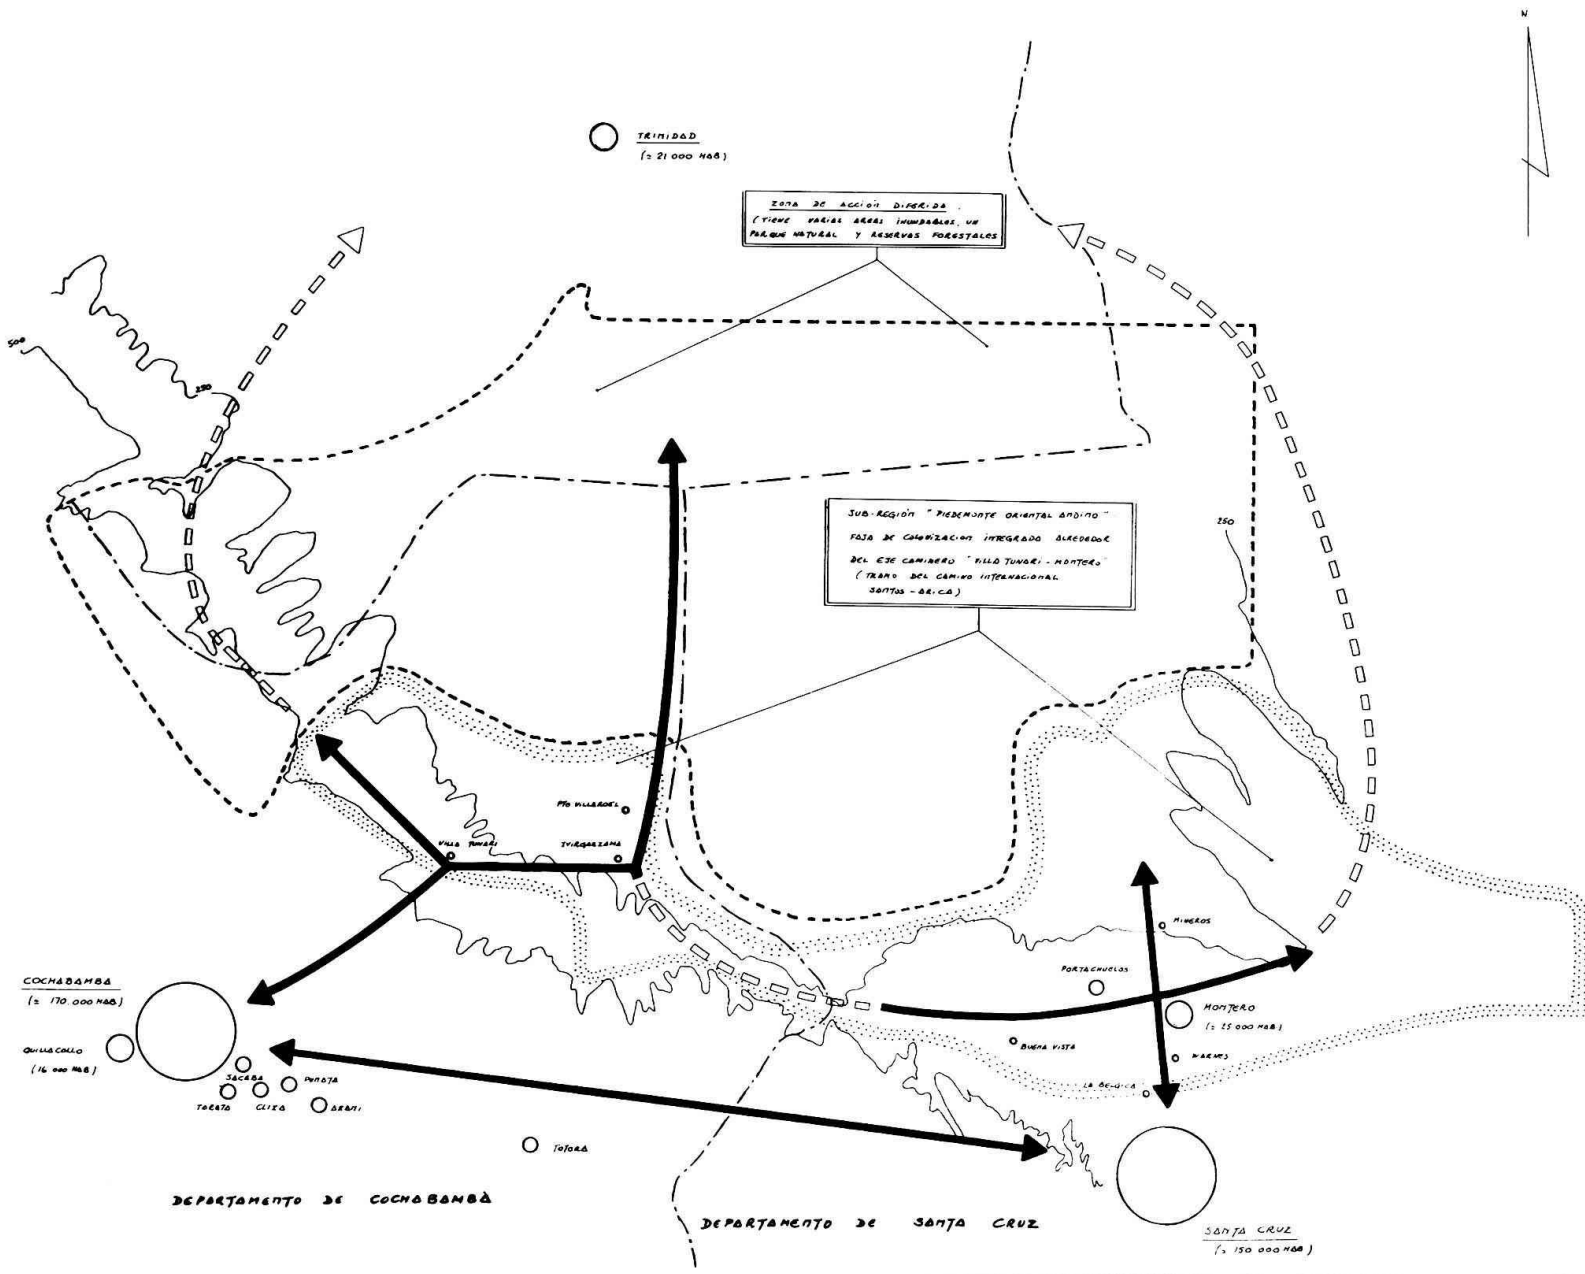 N
TRINIDAD
(≃ 21 000 HAB)
ZONA DE ACCION DIFERIDA.
(TIENE VARIAS AREAS INUNDABLES, UN
PARQUE NATURAL Y RESERVAS FORESTALES
500
250
SUB-REGION "PIEDEMONTE ORIENTAL ANDINO"
FAJA DE COLONIZACION INTEGRADA ALREDEDOR
DEL EJE CAMINERO "VILLA TUNARI - MONTERO"
(TRAMO DEL CAMINO INTERNACIONAL
SANTOS - ARICA)
250
PTO VILLAROEL
VILLA TUNARI
IVIRGARZAMA
MINEROS
PORTACHUELOS
COCHABAMBA
(≃ 170.000 HAB)
MONTERO
(≃ 25 000 HAB)
QUILLACOLLO
(16 000 HAB)
BUENA VISTA
WARNES
SACABA
PUNATA
LA BELGICA
TARATA
CLIZA
ARANI
TOTORA
DEPARTAMENTO DE COCHABAMBA
DEPARTAMENTO DE SANTA CRUZ
SANTA CRUZ
(≃ 150 000 HAB)